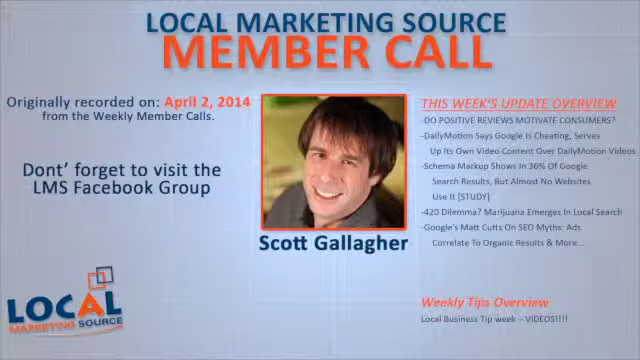 LOCAL MARKETING SOURCE
MEMBER CALL
Originally recorded on: April 2, 2014
from the Weekly Member Calls.
Dont’ forget to visit the
LMS Facebook Group
Scott Gallagher
THIS WEEK'S UPDATE OVERVIEW
-DO POSITIVE REVIEWS MOTIVATE CONSUMERS?
-DailyMotion Says Google Is Cheating, Serves
Up Its Own Video Content Over DailyMotion Videos
-Schema Markup Shows In 36% Of Google
Search Results, But Almost No Websites
Use It [STUDY]
-420 Dilemma? Marijuana Emerges In Local Search
-Google's Matt Cutts On SEO Myths: Ads
Correlate To Organic Results & More...
Weekly Tips Overview
Local Business Tip week – VIDEOS!!!!
LOCAL
MARKETING SOURCE